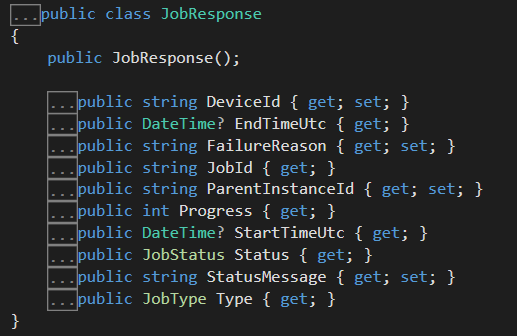 ...public class JobResponse
{
public JobResponse();
...public string DeviceId { get; set; }
...public DateTime? EndTimeUtc { get; }
...public string FailureReason { get; set; }
...public string JobId { get; }
...public string ParentInstanceId { get; set; }
...public int Progress { get; }
...public DateTime? StartTimeUtc { get; }
...public JobStatus Status { get; }
...public string StatusMessage { get; set; }
...public JobType Type { get; }
}